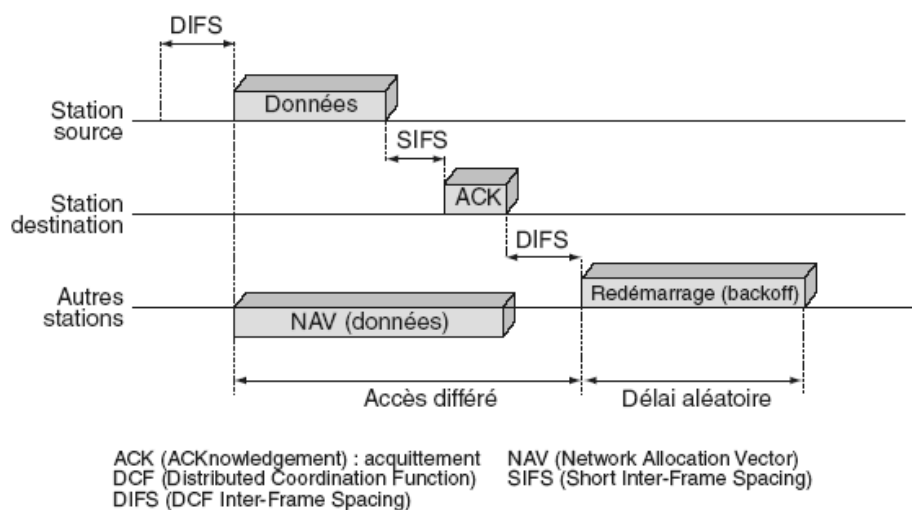 DIFS
Données
Station
source
SIFS
ACK
Station
destination
DIFS
Redémarrage (backoff)
Autres
stations
NAV (données)
Accès différé
Délai aléatoire
ACK (ACKnowledgement) : acquittement
NAV (Network Allocation Vector)
DCF (Distributed Coordination Function)
SIFS (Short Inter-Frame Spacing)
DIFS (DCF Inter-Frame Spacing)